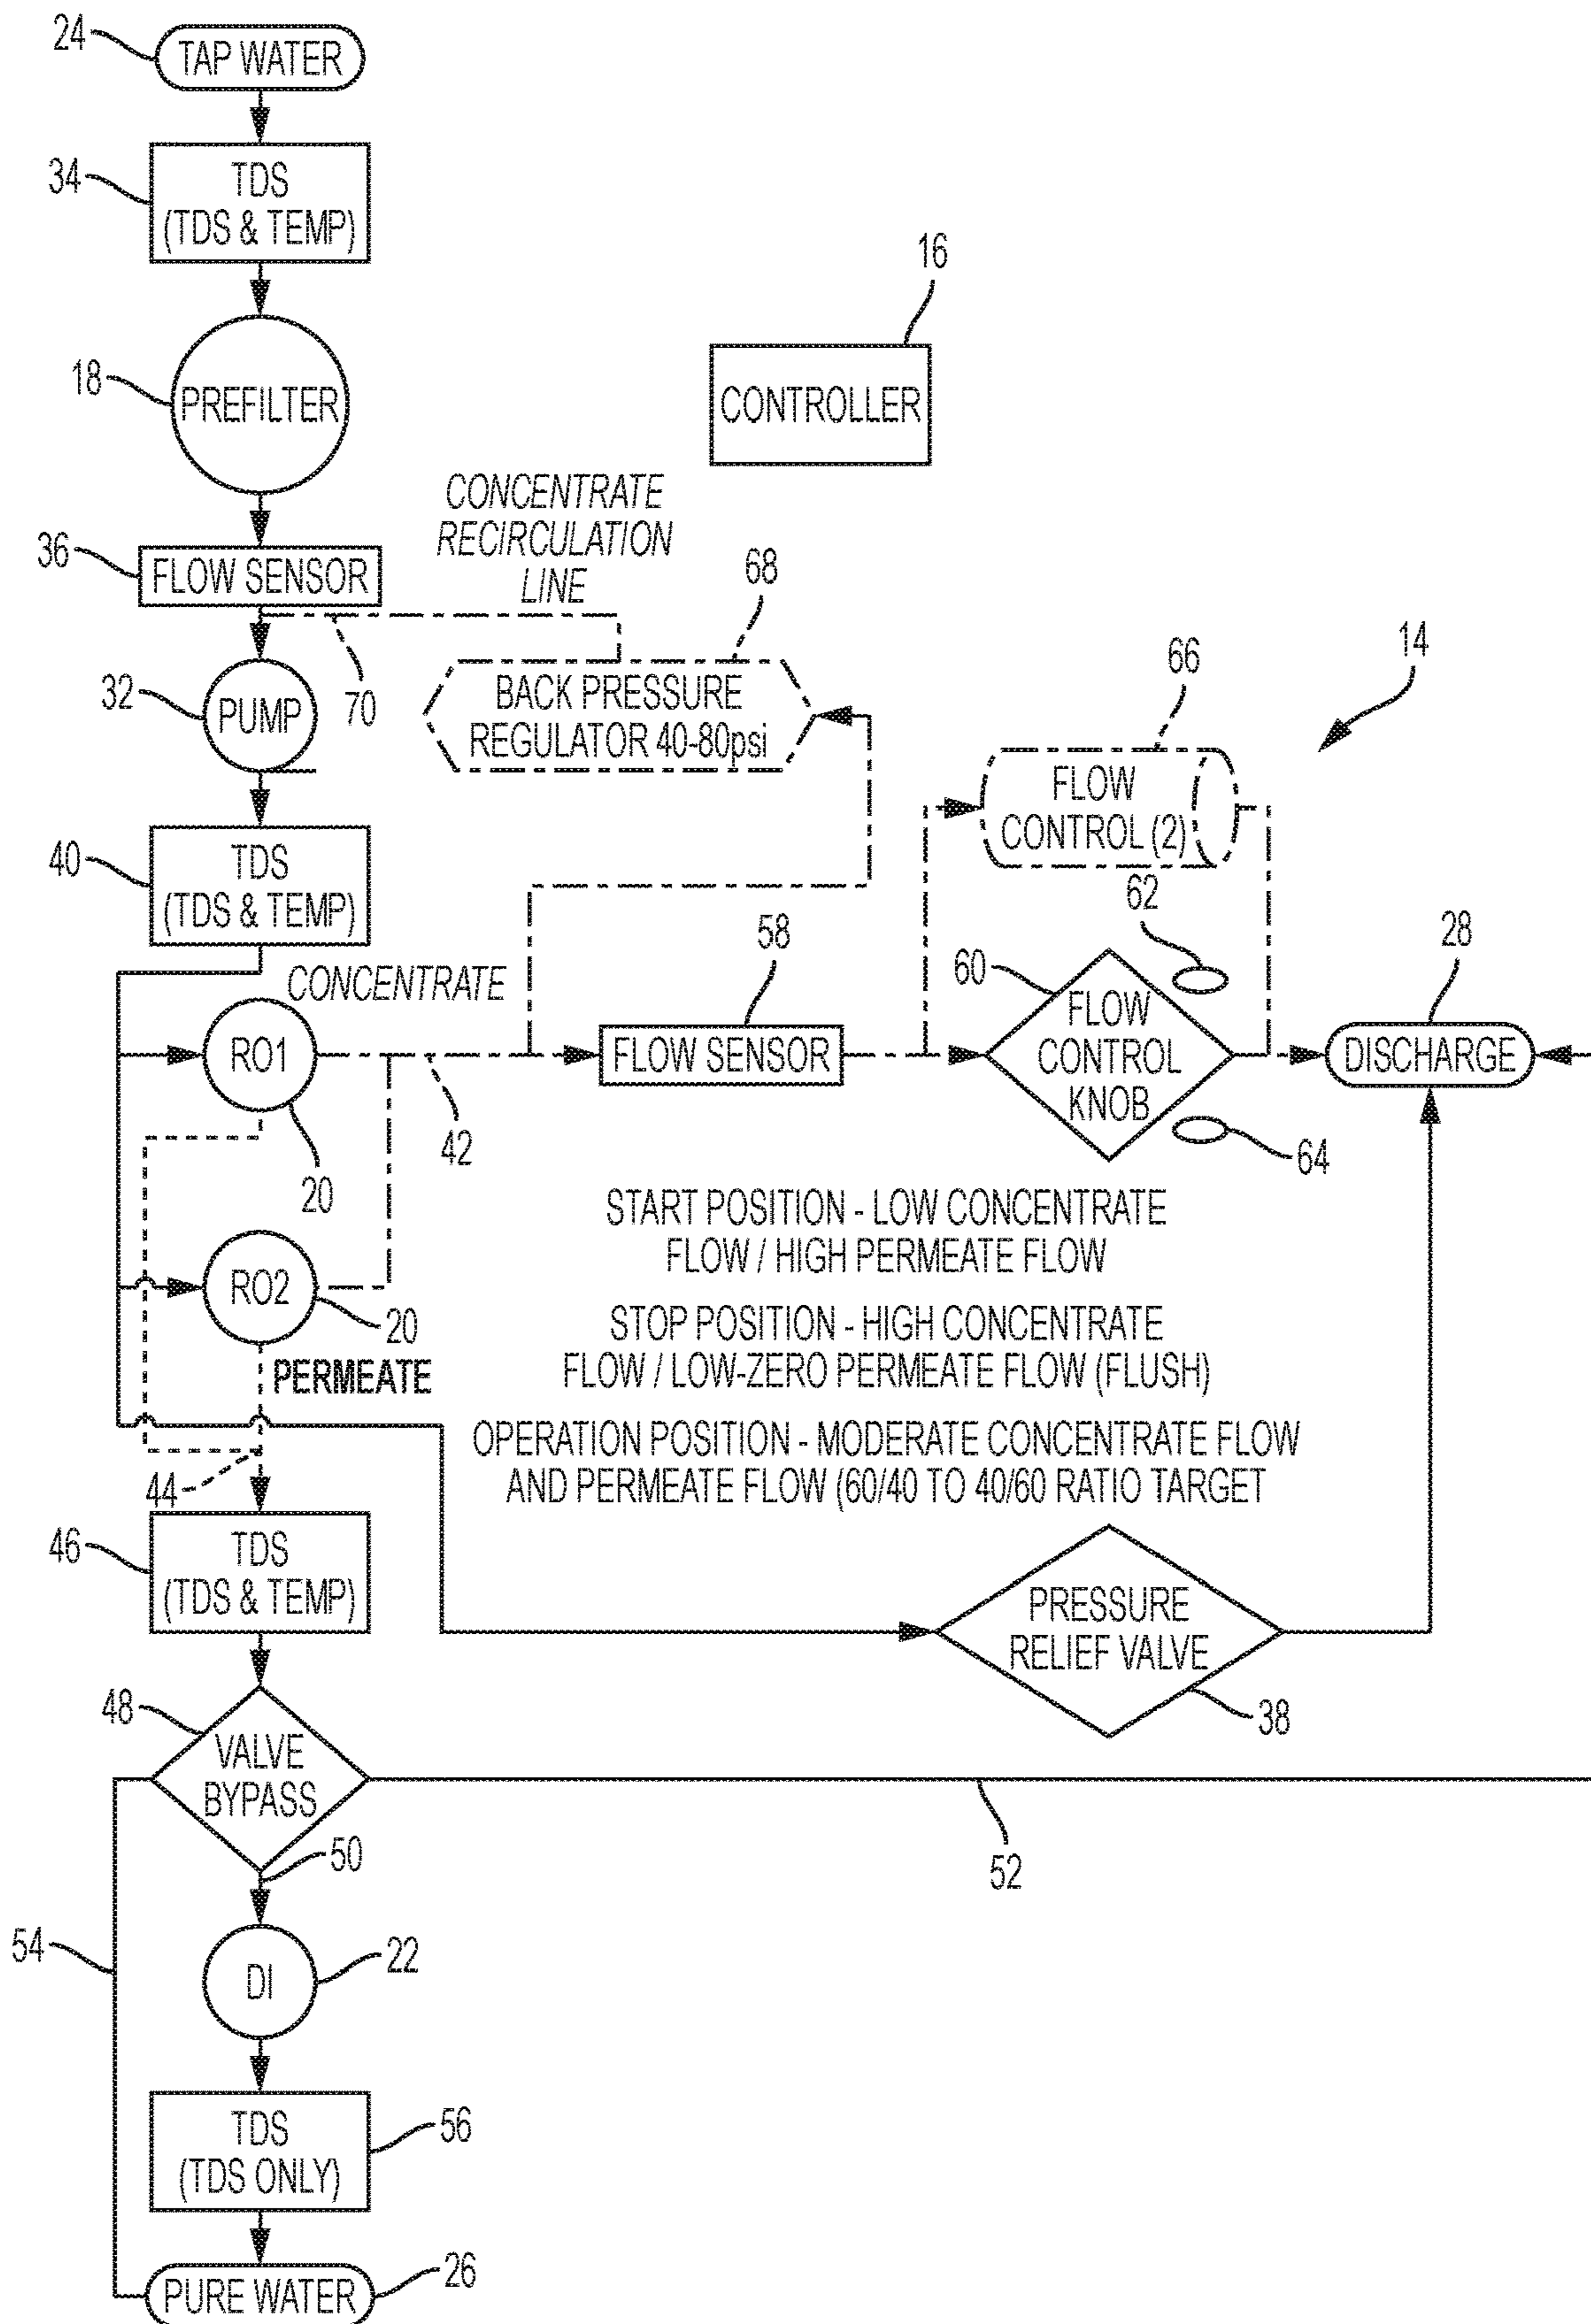 24
TAP WATER
34
TDS
(TDS & TEMP)
16
18
PREFILTER
CONTROLLER
CONCENTRATE
RECIRCULATION
LINE
36
FLOW SENSOR
68
14
66
32
PUMP
70
BACK PRESSURE
REGULATOR 40-80psi
FLOW
CONTROL (2)
40
TDS
(TDS & TEMP)
62
58
60
28
CONCENTRATE
RO1
FLOW SENSOR
FLOW
CONTROL
KNOB
DISCHARGE
42
64
20
START POSITION - LOW CONCENTRATE
FLOW / HIGH PERMEATE FLOW
RO2
20
STOP POSITION - HIGH CONCENTRATE
FLOW / LOW-ZERO PERMEATE FLOW (FLUSH)
PERMEATE
OPERATION POSITION - MODERATE CONCENTRATE FLOW
AND PERMEATE FLOW (60/40 TO 40/60 RATIO TARGET
44
46
TDS
(TDS & TEMP)
PRESSURE
RELIEF VALVE
38
48
VALVE
BYPASS
50
52
54
22
DI
56
TDS
(TDS ONLY)
PURE WATER
26